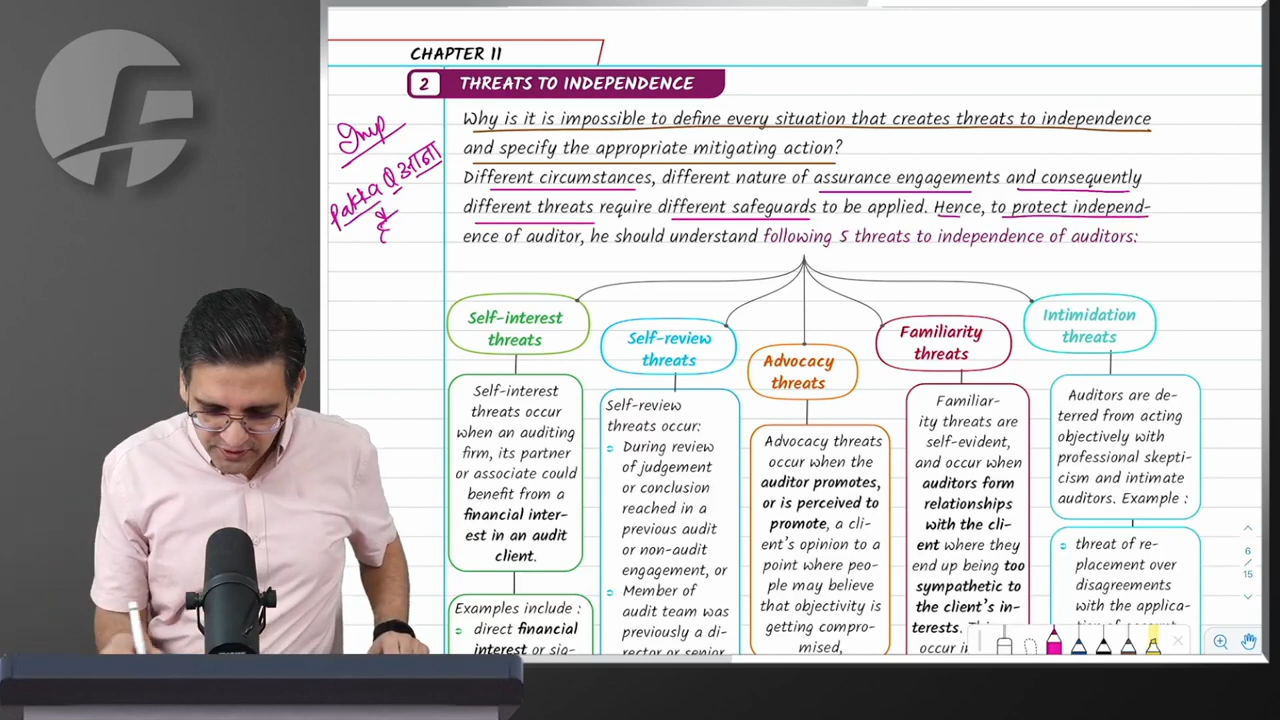 CHAPTER 11
2 THREATS TO INDEPENDENCE
Imp
Pakka Q आना
है
Why is it is impossible to define every situation that creates threats to independence
and specify the appropriate mitigating action?
Different circumstances, different nature of assurance engagements and consequently
different threats require different safeguards to be applied. Hence, to protect independ-
ence of auditor, he should understand following 5 threats to independence of auditors:
Self-interest
threats
Self-interest
threats occur
when an auditing
firm, its partner
or associate could
benefit from a
financial inter-
est in an audit
client.
Examples include :
direct financial
interest or sig-
Self-review
threats
Self-review
threats occur:
During review
of judgement
or conclusion
reached in a
previous audit
or non-audit
engagement, or
Member of
audit team was
previously a di-
rector or senior
Advocacy
threats
Advocacy threats
occur when the
auditor promotes,
or is perceived to
promote, a cli-
ent's opinion to a
point where peo-
ple may believe
that objectivity is
getting compro-
mised,
Familiarity
threats
Familiar-
ity threats are
self-evident,
and occur when
auditors form
relationships
with the cli-
ent where they
end up being too
sympathetic to
the client's in-
terests.
occur
Intimidation
threats
Auditors are de-
terred from acting
objectively with
professional skepti-
cism and intimate
auditors. Example :
threat of re-
placement over
disagreements
with the applica-
6
/
15